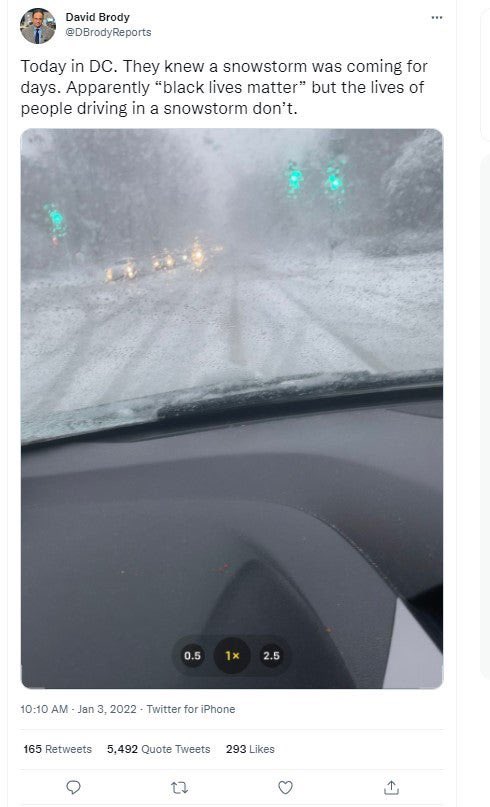 David Brody
@DBrodyReports
Today in DC. They knew a snowstorm was coming for
days. Apparently “black lives matter” but the lives of
people driving in a snowstorm don’t.
0.5 1× 2.5
10:10 AM · Jan 3, 2022 · Twitter for iPhone
165 Retweets 5,492 Quote Tweets 293 Likes